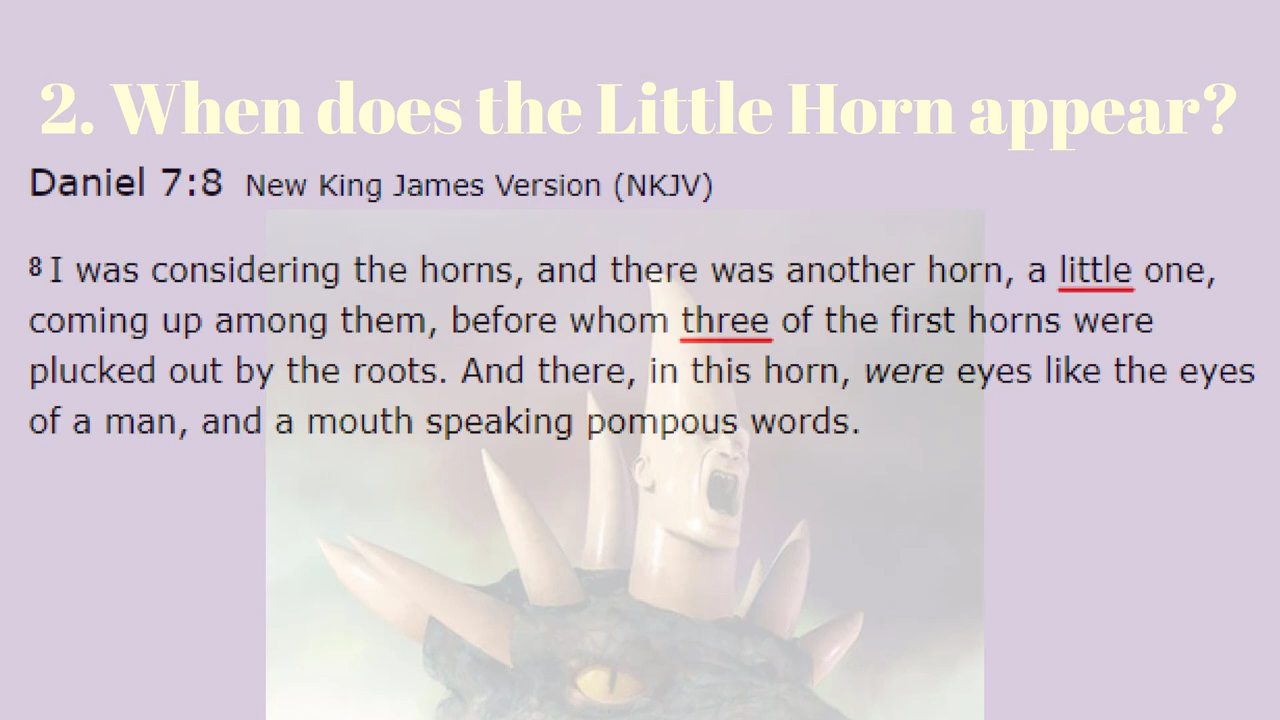 2. When does the Little Horn appear?
Daniel 7:8 New King James Version (NKJV)
8 I was considering the horns, and there was another horn, a little one,
coming up among them, before whom three of the first horns were
plucked out by the roots. And there, in this horn, were eyes like the eyes
of a man, and a mouth speaking pompous words.